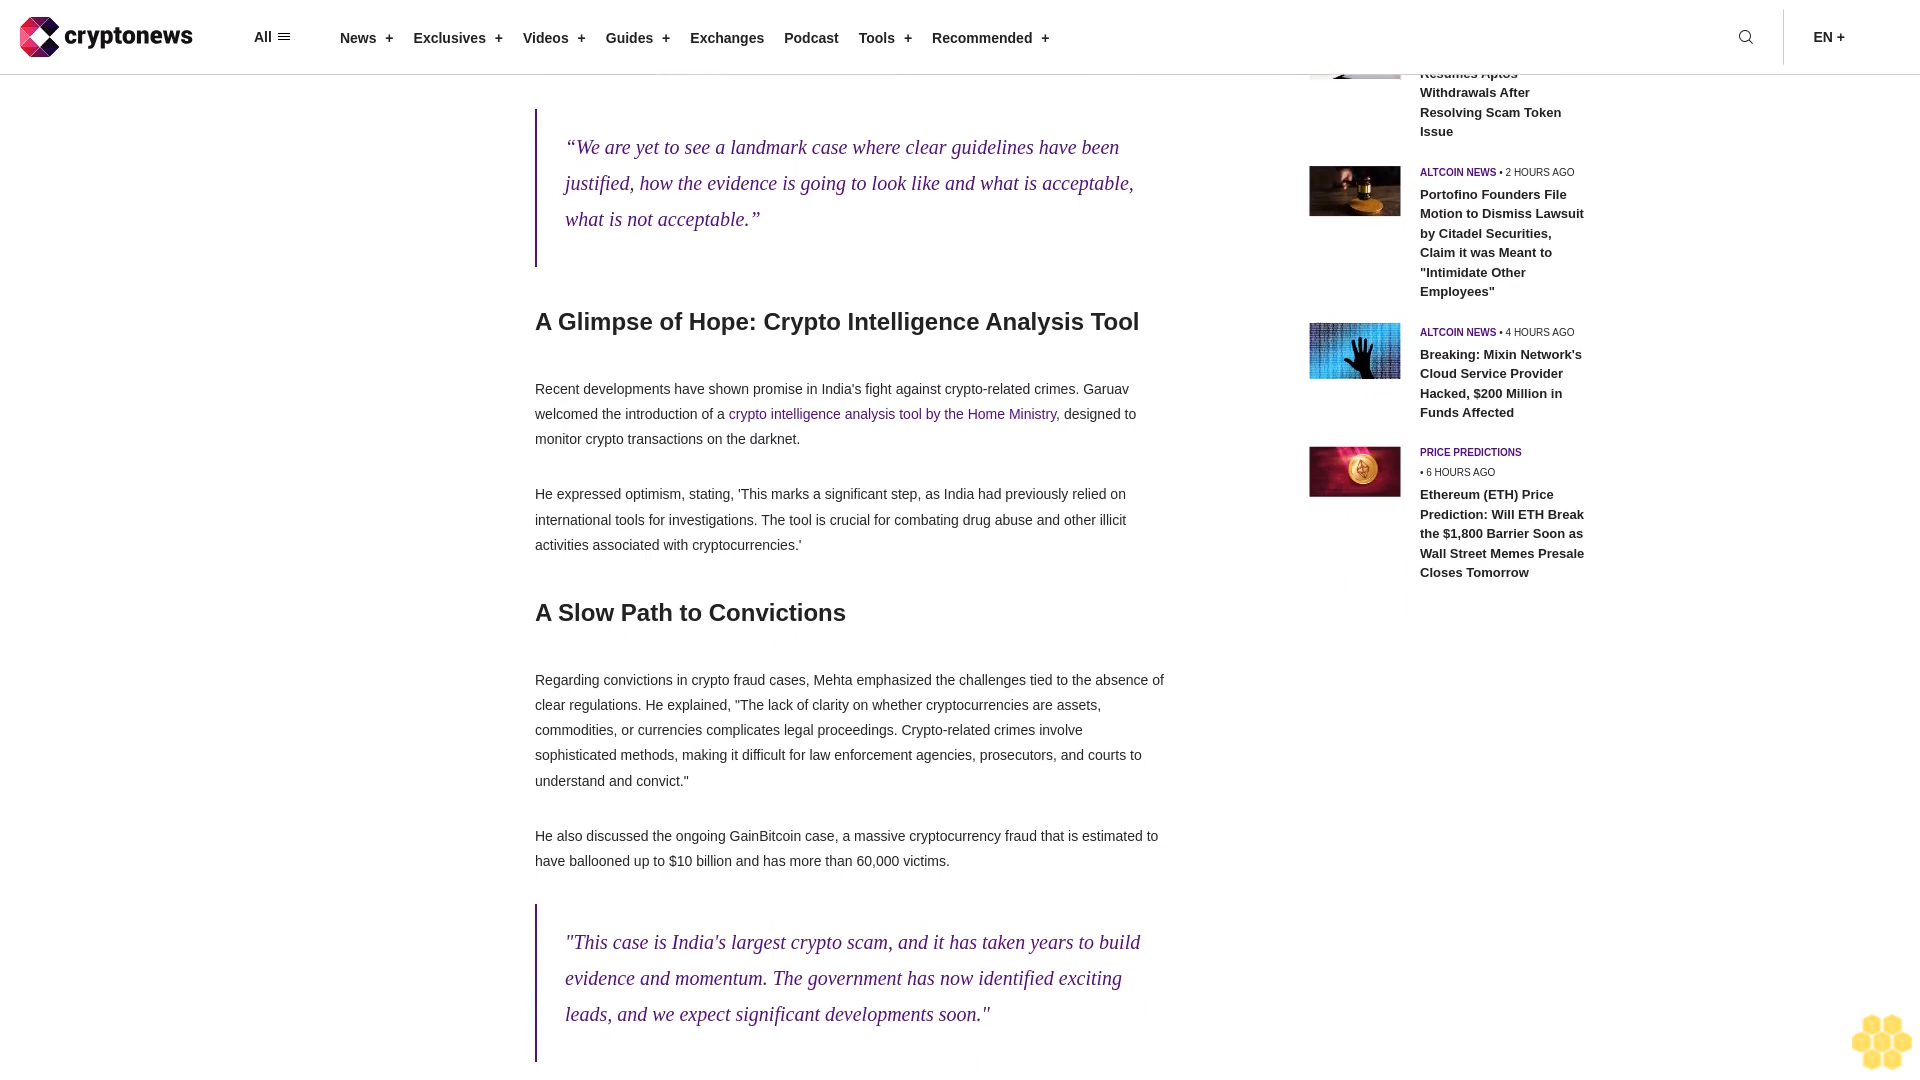 cryptonews
All
News +
Exclusives +
Videos +
Guides +
Exchanges
Podcast
Tools +
Recommended +
EN +
“We are yet to see a landmark case where clear guidelines have been
justified, how the evidence is going to look like and what is acceptable,
what is not acceptable.”
A Glimpse of Hope: Crypto Intelligence Analysis Tool
Recent developments have shown promise in India's fight against crypto-related crimes. Garuav
welcomed the introduction of a crypto intelligence analysis tool by the Home Ministry, designed to
monitor crypto transactions on the darknet.
He expressed optimism, stating, 'This marks a significant step, as India had previously relied on
international tools for investigations. The tool is crucial for combating drug abuse and other illicit
activities associated with cryptocurrencies.'
A Slow Path to Convictions
Regarding convictions in crypto fraud cases, Mehta emphasized the challenges tied to the absence of
clear regulations. He explained, "The lack of clarity on whether cryptocurrencies are assets,
commodities, or currencies complicates legal proceedings. Crypto-related crimes involve
sophisticated methods, making it difficult for law enforcement agencies, prosecutors, and courts to
understand and convict."
He also discussed the ongoing GainBitcoin case, a massive cryptocurrency fraud that is estimated to
have ballooned up to $10 billion and has more than 60,000 victims.
"This case is India's largest crypto scam, and it has taken years to build
evidence and momentum. The government has now identified exciting
leads, and we expect significant developments soon."
Resumes Aptos
Withdrawals After
Resolving Scam Token
Issue
ALTCOIN NEWS • 2 HOURS AGO
Portofino Founders File
Motion to Dismiss Lawsuit
by Citadel Securities,
Claim it was Meant to
"Intimidate Other
Employees"
ALTCOIN NEWS • 4 HOURS AGO
Breaking: Mixin Network's
Cloud Service Provider
Hacked, $200 Million in
Funds Affected
PRICE PREDICTIONS
• 6 HOURS AGO
Ethereum (ETH) Price
Prediction: Will ETH Break
the $1,800 Barrier Soon as
Wall Street Memes Presale
Closes Tomorrow